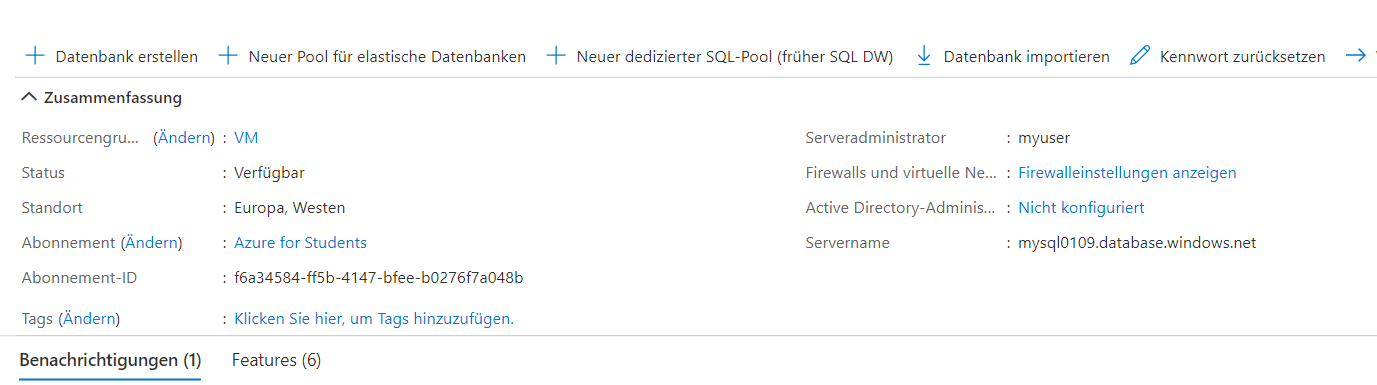 Datenbank erstellen Neuer Pool für elastische Datenbanken Neuer dedizierter SQL-Pool (früher SQL DW) Datenbank importieren Kennwort zurücksetzen
Zusammenfassung
Ressourcengru... (Ändern) : VM
Status : Verfügbar
Standort : Europa, Westen
Abonnement (Ändern) : Azure for Students
Abonnement-ID : f6a34584-ff5b-4147-bfee-b0276f7a048b
Tags (Ändern) : Klicken Sie hier, um Tags hinzuzufügen.
Serveradministrator : myuser
Firewalls und virtuelle Ne... : Firewalleinstellungen anzeigen
Active Directory-Adminis... : Nicht konfiguriert
Servername : mysql0109.database.windows.net
Benachrichtigungen (1) Features (6)